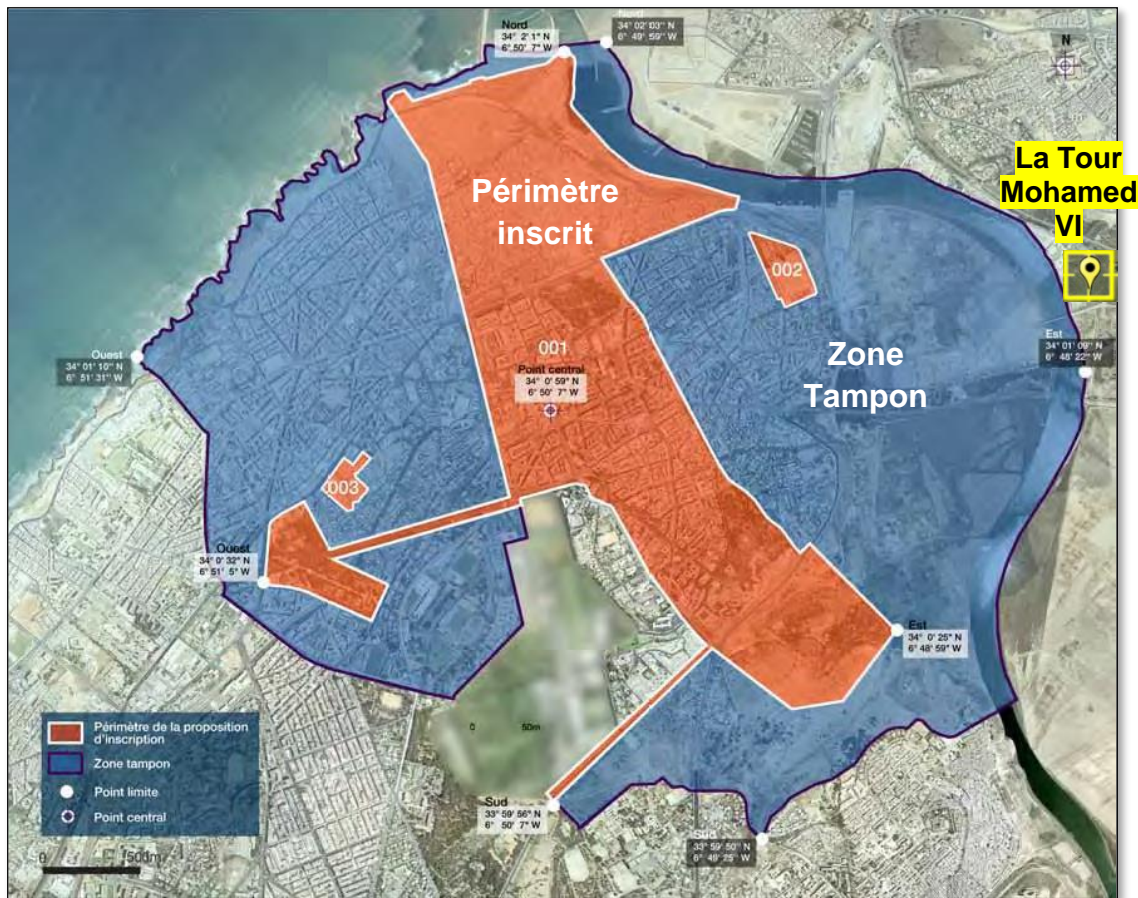 Nord
34° 2' 1" N
6° 50' 7" W
Nord
34° 02' 03'' N
6° 49' 59'' W
N
La Tour
Mohamed
VI
Périmètre
inscrit
002
Ouest
34° 01' 10'' N
6° 51' 31'' W
001
Point central
34° 0' 59" N
6° 50' 7" W
Zone
Tampon
Est
34° 01' 09'' N
6° 48' 22'' W
003
Ouest
34° 0' 32" N
6° 51' 5" W
Est
34° 0' 25" N
6° 48' 59" W
Périmètre de la proposition
d'inscription
Zone tampon
Point limite
Point central
0 50m
Sud
33° 59' 56" N
6° 50' 7" W
Sud
33° 59' 50'' N
6° 49' 25'' W
0 500m